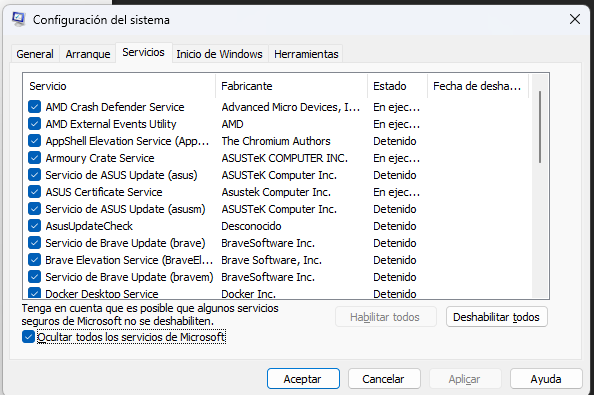 Configuración del sistema
General Arranque Servicios Inicio de Windows Herramientas
Servicio Fabricante Estado Fecha de desha...
AMD Crash Defender Service Advanced Micro Devices, I... En ejec...
AMD External Events Utility AMD En ejec...
AppShell Elevation Service (App... The Chromium Authors Detenido
Armoury Crate Service ASUSTeK COMPUTER INC. En ejec...
Servicio de ASUS Update (asus) ASUSTeK Computer Inc. Detenido
ASUS Certificate Service Asustek Computer Inc. En ejec...
Servicio de ASUS Update (asusm) ASUSTeK Computer Inc. Detenido
AsusUpdateCheck Desconocido Detenido
Servicio de Brave Update (brave) BraveSoftware Inc. Detenido
Brave Elevation Service (BraveEl... Brave Software, Inc. Detenido
Servicio de Brave Update (bravem) BraveSoftware Inc. Detenido
Docker Desktop Service Docker Inc. Detenido
Tenga en cuenta que es posible que algunos servicios
seguros de Microsoft no se deshabiliten.
Habilitar todos Deshabilitar todos
Ocultar todos los servicios de Microsoft
Aceptar Cancelar Aplicar Ayuda